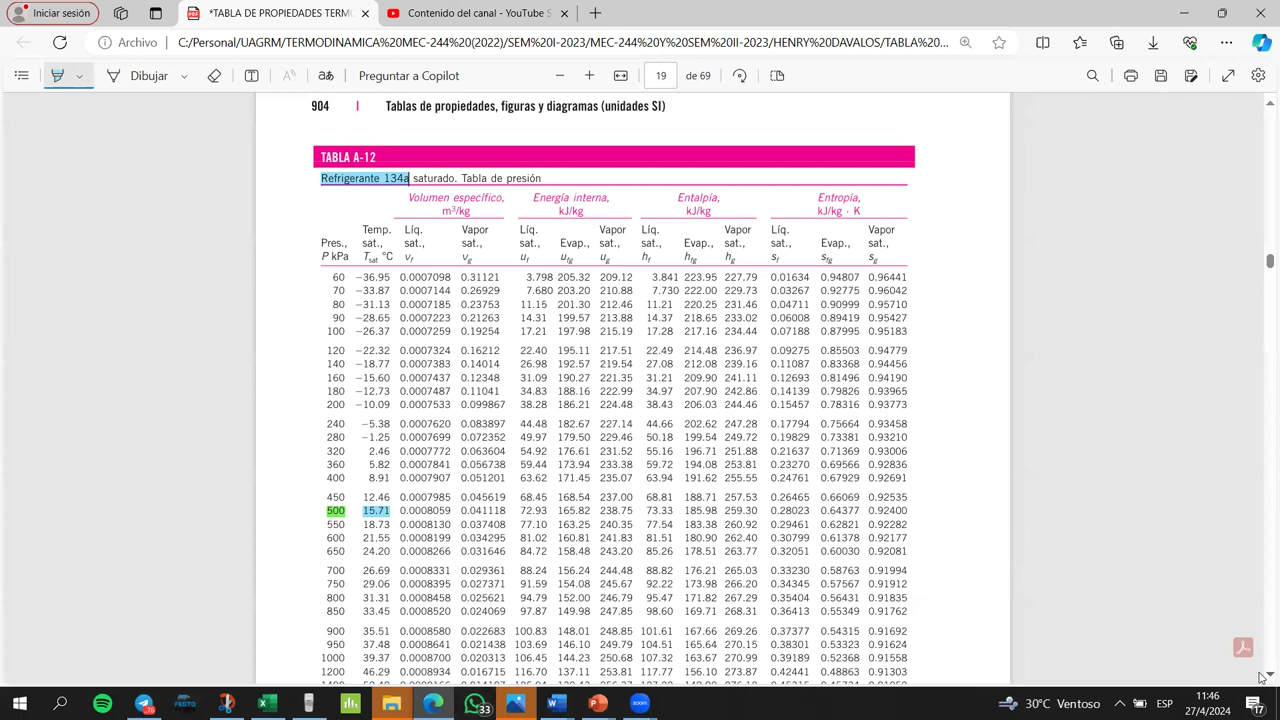 Iniciar sesión
*TABLA DE PROPIEDADES TERMO
Contenido del canal - YouTube S
Archivo
C:/Personal/UAGRM/TERMODINAMICA%20MEC-244%20(2022)/SEM%20I-2023/MEC-244%20Y%20SEM%20II-2023/HENRY%20DAVALOS/TABLA%20...
Dibujar
Preguntar a Copilot
19
de 69
904 | Tablas de propiedades, figuras y diagramas (unidades SI)
TABLA A-12
Refrigerante 134a saturado. Tabla de presión
Volumen específico, Energía interna, Entalpía, Entropía,
m³/kg kJ/kg kJ/kg kJ/kg · K
Temp. Líq. Vapor Líq. Vapor Líq. Vapor Líq. Vapor
Pres., sat., sat., sat., sat., Evap., sat., sat., Evap., sat., sat., Evap., sat.,
P kPa Tsat °C vf vg uf ufg ug hf hfg hg sf sfg sg
60 −36.95 0.0007098 0.31121 3.798 205.32 209.12 3.841 223.95 227.79 0.01634 0.94807 0.96441
70 −33.87 0.0007144 0.26929 7.680 203.20 210.88 7.730 222.00 229.73 0.03267 0.92775 0.96042
80 −31.13 0.0007185 0.23753 11.15 201.30 212.46 11.21 220.25 231.46 0.04711 0.90999 0.95710
90 −28.65 0.0007223 0.21263 14.31 199.57 213.88 14.37 218.65 233.02 0.06008 0.89419 0.95427
100 −26.37 0.0007259 0.19254 17.21 197.98 215.19 17.28 217.16 234.44 0.07188 0.87995 0.95183
120 −22.32 0.0007324 0.16212 22.40 195.11 217.51 22.49 214.48 236.97 0.09275 0.85503 0.94779
140 −18.77 0.0007383 0.14014 26.98 192.57 219.54 27.08 212.08 239.16 0.11087 0.83368 0.94456
160 −15.60 0.0007437 0.12348 31.09 190.27 221.35 31.21 209.90 241.11 0.12693 0.81496 0.94190
180 −12.73 0.0007487 0.11041 34.83 188.16 222.99 34.97 207.90 242.86 0.14139 0.79826 0.93965
200 −10.09 0.0007533 0.099867 38.28 186.21 224.48 38.43 206.03 244.46 0.15457 0.78316 0.93773
240 −5.38 0.0007620 0.083897 44.48 182.67 227.14 44.66 202.62 247.28 0.17794 0.75664 0.93458
280 −1.25 0.0007699 0.072352 49.97 179.50 229.46 50.18 199.54 249.72 0.19829 0.73381 0.93210
320 2.46 0.0007772 0.063604 54.92 176.61 231.52 55.16 196.71 251.88 0.21637 0.71369 0.93006
360 5.82 0.0007841 0.056738 59.44 173.94 233.38 59.72 194.08 253.81 0.23270 0.69566 0.92836
400 8.91 0.0007907 0.051201 63.62 171.45 235.07 63.94 191.62 255.55 0.24761 0.67929 0.92691
450 12.46 0.0007985 0.045619 68.45 168.54 237.00 68.81 188.71 257.53 0.26465 0.66069 0.92535
500 15.71 0.0008059 0.041118 72.93 165.82 238.75 73.33 185.98 259.30 0.28023 0.64377 0.92400
550 18.73 0.0008130 0.037408 77.10 163.25 240.35 77.54 183.38 260.92 0.29461 0.62821 0.92282
600 21.55 0.0008199 0.034295 81.02 160.81 241.83 81.51 180.90 262.40 0.30799 0.61378 0.92177
650 24.20 0.0008266 0.031646 84.72 158.48 243.20 85.26 178.51 263.77 0.32051 0.60030 0.92081
700 26.69 0.0008331 0.029361 88.24 156.24 244.48 88.82 176.21 265.03 0.33230 0.58763 0.91994
750 29.06 0.0008395 0.027371 91.59 154.08 245.67 92.22 173.98 266.20 0.34345 0.57567 0.91912
800 31.31 0.0008458 0.025621 94.79 152.00 246.79 95.47 171.82 267.29 0.35404 0.56431 0.91835
850 33.45 0.0008520 0.024069 97.87 149.98 247.85 98.60 169.71 268.31 0.36413 0.55349 0.91762
900 35.51 0.0008580 0.022683 100.83 148.01 248.85 101.61 167.66 269.26 0.37377 0.54315 0.91692
950 37.48 0.0008641 0.021438 103.69 146.10 249.79 104.51 165.64 270.15 0.38301 0.53323 0.91624
1000 39.37 0.0008700 0.020313 106.45 144.23 250.68 107.32 163.67 270.99 0.39189 0.52368 0.91558
1200 46.29 0.0008934 0.016715 116.70 137.11 253.81 117.77 156.10 273.87 0.42441 0.48863 0.91303
FESTO
zoom
33
30°C Ventoso
ESP
11:46
27/4/2024
17